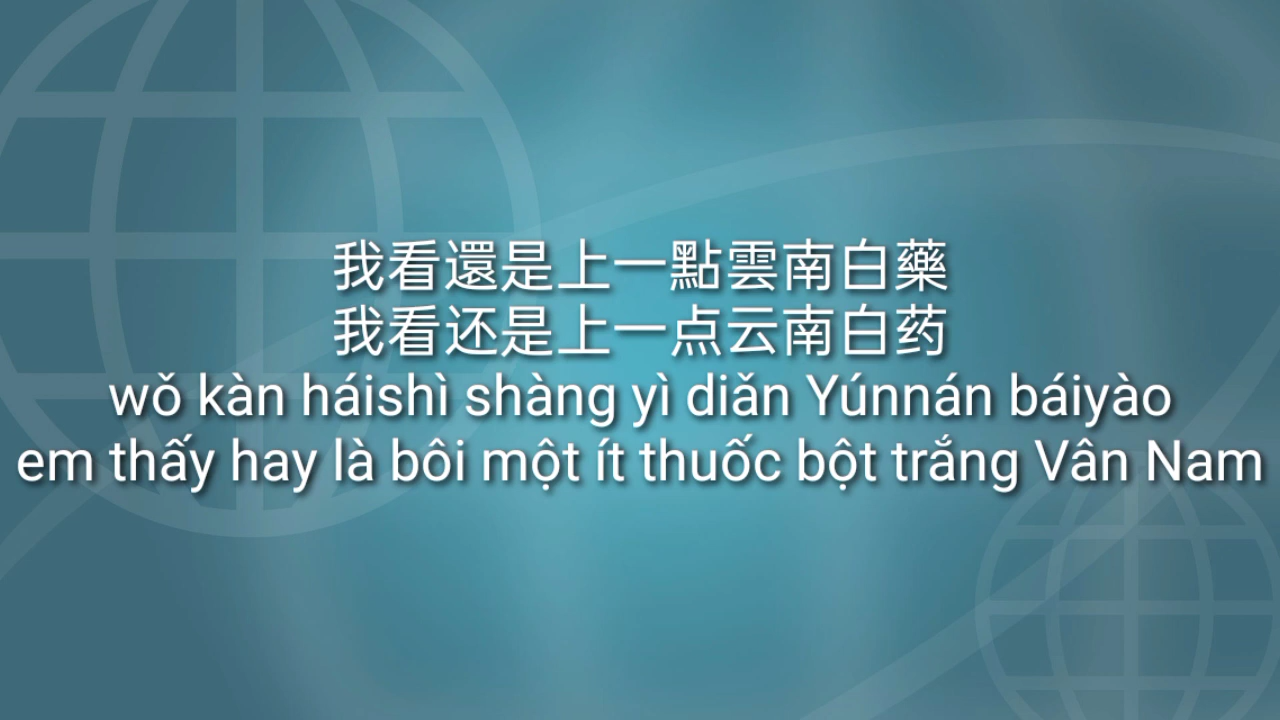 我看還是上一點雲南白藥
我看还是上一点云南白药
wǒ kàn háishì shàng yì diǎn Yúnnán báiyào
em thấy hay là bôi một ít thuốc bột trắng Vân Nam